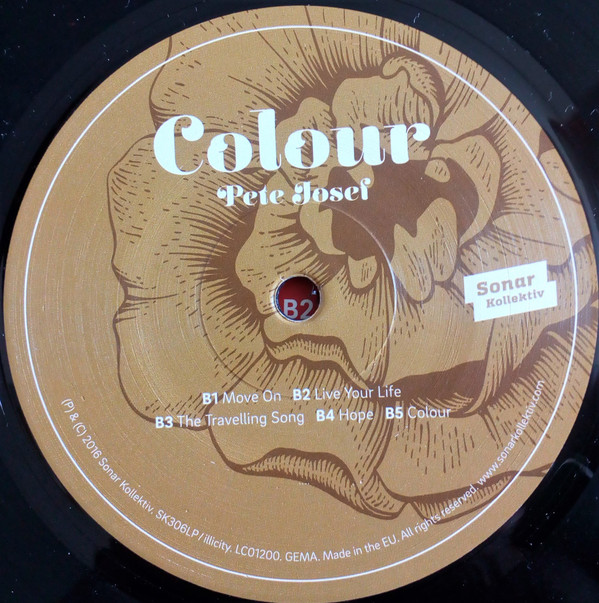 Colour
Pete Josef
Sonar
Kollektiv
B2
B1 Move On B2 Live Your Life
B3 The Travelling Song B4 Hope B5 Colour
(P) & (C) 2016 Sonar Kollektiv. SK306LP / illicity. LC01200. GEMA. Made in the EU. All rights reserved. www.sonarkollektiv.com